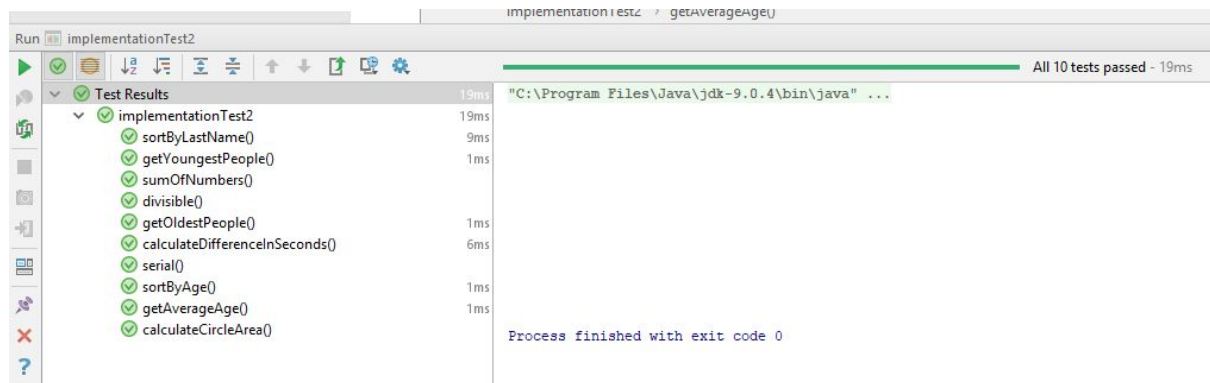 implementationTest2 › getAverageAge()
Run implementationTest2
All 10 tests passed - 19ms
Test Results 19ms
"C:\Program Files\Java\jdk-9.0.4\bin\java" ...
implementationTest2 19ms
sortByLastName() 9ms
getYoungestPeople() 1ms
sumOfNumbers()
divisible()
getOldestPeople() 1ms
calculateDifferenceInSeconds() 6ms
serial()
sortByAge() 1ms
getAverageAge() 1ms
calculateCircleArea()
Process finished with exit code 0